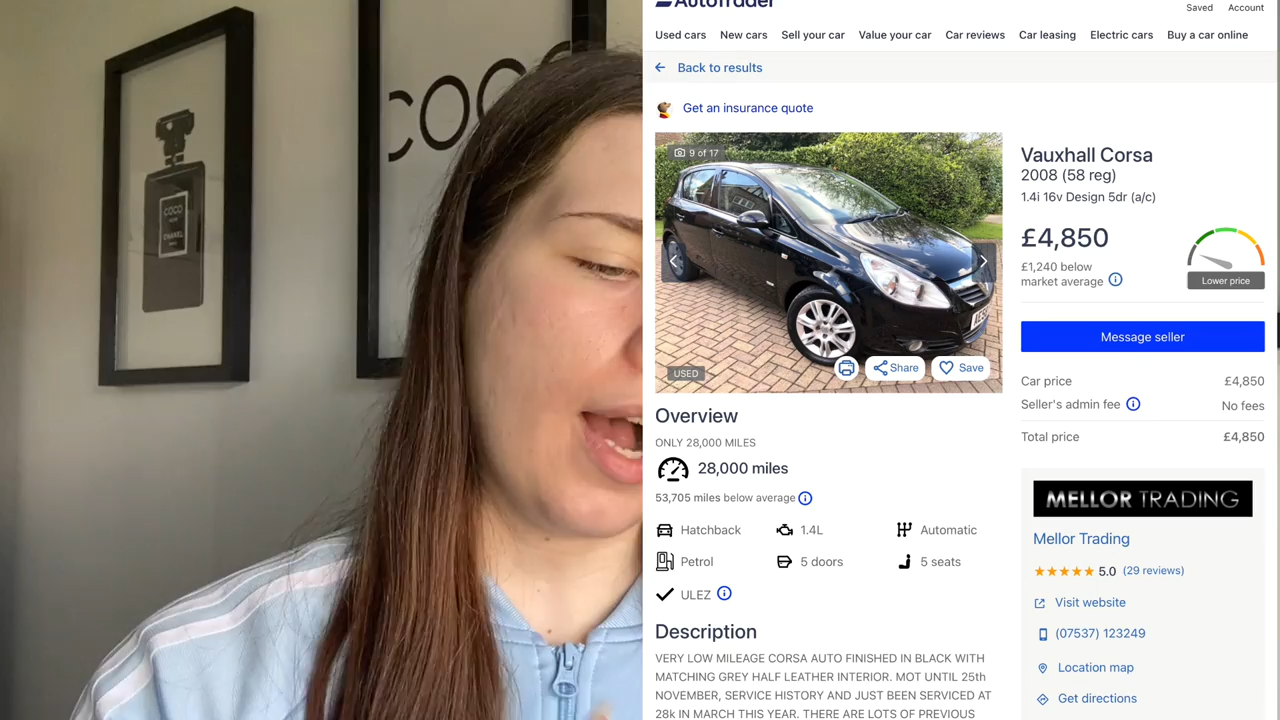 COCO
CHANEL
COC
AutoTrader
Saved
Account
Used cars
New cars
Sell your car
Value your car
Car reviews
Car leasing
Electric cars
Buy a car online
Back to results
Get an insurance quote
9 of 17
USED
Share
Save
Vauxhall Corsa
2008 (58 reg)
1.4i 16v Design 5dr (a/c)
£4,850
£1,240 below
market average
Lower price
Message seller
Car price
£4,850
Seller's admin fee
No fees
Total price
£4,850
Overview
ONLY 28,000 MILES
28,000 miles
53,705 miles below average
Hatchback
1.4L
Automatic
Petrol
5 doors
5 seats
ULEZ
Description
VERY LOW MILEAGE CORSA AUTO FINISHED IN BLACK WITH
MATCHING GREY HALF LEATHER INTERIOR. MOT UNTIL 25th
NOVEMBER, SERVICE HISTORY AND JUST BEEN SERVICED AT
28k IN MARCH THIS YEAR. THERE ARE LOTS OF PREVIOUS
MELLOR TRADING
Mellor Trading
5.0 (29 reviews)
Visit website
(07537) 123249
Location map
Get directions